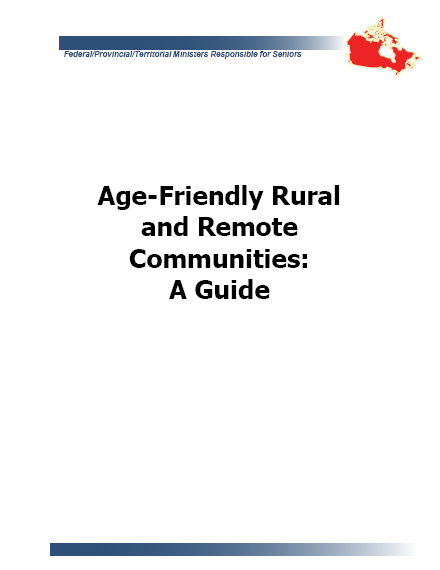 Federal/Provincial/Territorial Ministers Responsible for Seniors
Age-Friendly Rural
and Remote
Communities:
A Guide